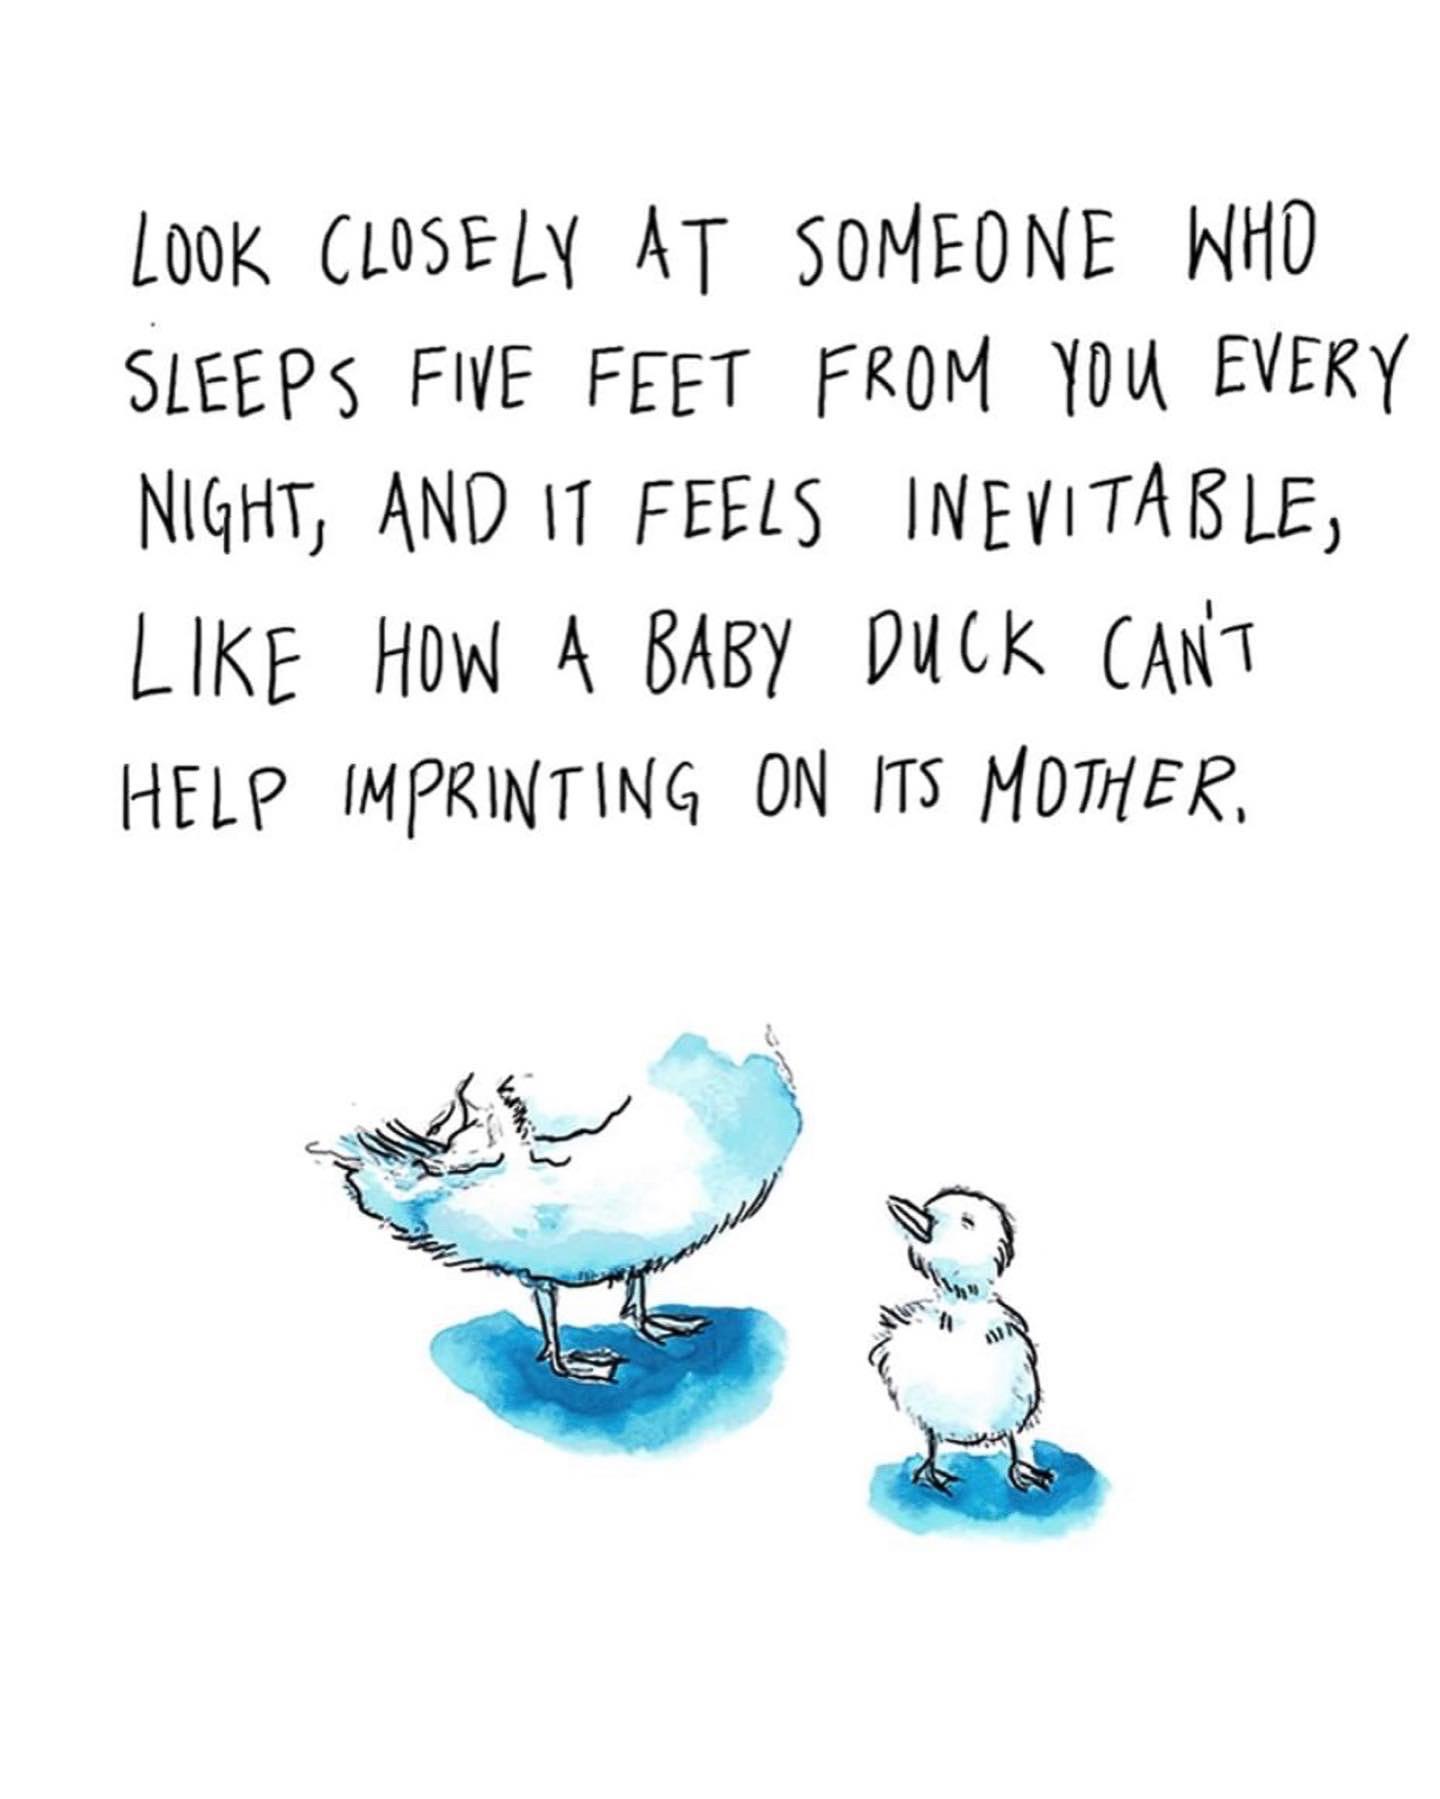 LOOK CLOSELY AT SOMEONE WHO
SLEEPS FIVE FEET FROM YOU EVERY
NIGHT, AND IT FEELS INEVITABLE,
LIKE HOW A BABY DUCK CAN'T
HELP IMPRINTING ON ITS MOTHER.